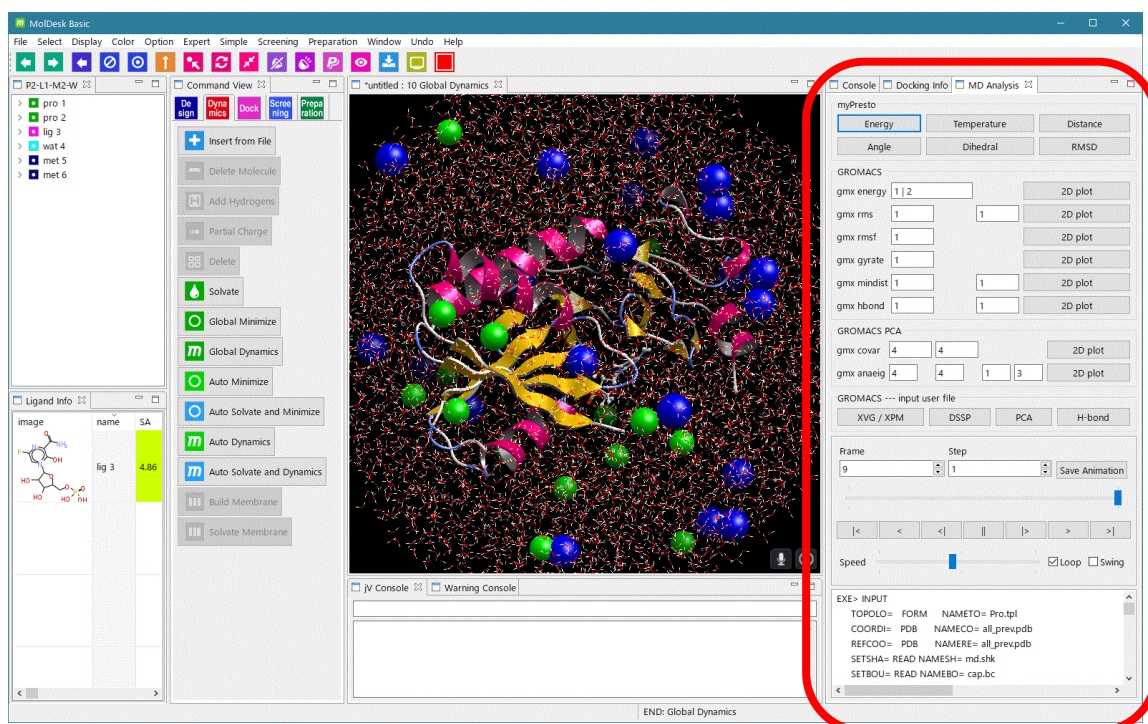 MolDesk Basic
File Select Display Color Option Expert Simple Screening Preparation Window Undo Help
P2-L1-M2-W
pro 1
pro 2
lig 3
wat 4
met 5
met 6
Ligand Info
image name SA
F N NH₂ O OH HO HO OH O P OH HO
lig 3 4.86
Command View
De sign
Dyna mics
Dock
Scree ning
Prepa ration
Insert from File
Delete Molecule
Add Hydrogens
Partial Charge
Delete
Solvate
Global Minimize
Global Dynamics
Auto Minimize
Auto Solvate and Minimize
Auto Dynamics
Auto Solvate and Dynamics
Build Membrane
Solvate Membrane
*untitled : 10 Global Dynamics
jV Console Warning Console
Console Docking Info MD Analysis
myPresto
Energy Temperature Distance
Angle Dihedral RMSD
GROMACS
gmx energy 1 | 2 2D plot
gmx rms 1 1 2D plot
gmx rmsf 1 2D plot
gmx gyrate 1 2D plot
gmx mindist 1 1 2D plot
gmx hbond 1 1 2D plot
GROMACS PCA
gmx covar 4 4 2D plot
gmx anaeig 4 4 1 3 2D plot
GROMACS --- input user file
XVG / XPM DSSP PCA H-bond
Frame Step
9 1 Save Animation
|< < <| || |> > >|
Speed Loop Swing
EXE> INPUT
TOPOLO= FORM NAMETO= Pro.tpl
COORDI= PDB NAMECO= all_prev.pdb
REFCOO= PDB NAMERE= all_prev.pdb
SETSHA= READ NAMESH= md.shk
SETBOU= READ NAMEBO= cap.bc
END: Global Dynamics